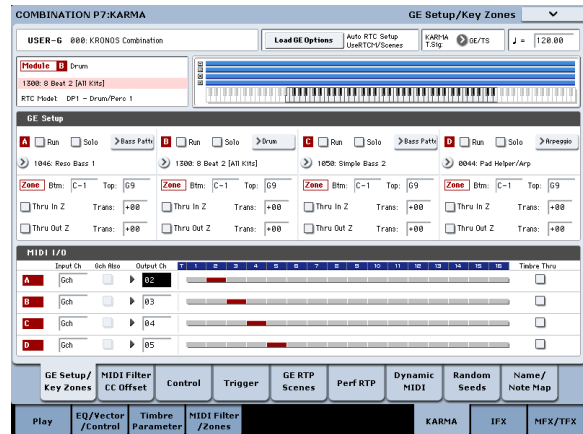 COMBINATION P7:KARMA GE Setup/Key Zones
USER-G 000: KRONOS Combination Load GE Options Auto RTC Setup UseRTCM/Scenes KARMA T.Sig: GE/TS = 120.00
Module B Drum
1300: 8 Beat 2 [All Kits]
RTC Model: DP1 - Drum/Perc 1
A
B
C
D
GE Setup
A Run Solo Bass Patte B Run Solo Drum C Run Solo Bass Patte D Run Solo Arpeggio
1046: Reso Bass 1 1300: 8 Beat 2 [All K 1050: Simple Bass 2 0044: Pad Helper/Arp
Zone Btm: C-1 Top: G9 Zone Btm: C-1 Top: G9 Zone Btm: C-1 Top: G9 Zone Btm: C-1 Top: G9
Thru In Z Trans: +00 Thru In Z Trans: +00 Thru In Z Trans: +00 Thru In Z Trans: +00
Thru Out Z Trans: +00 Thru Out Z Trans: +00 Thru Out Z Trans: +00 Thru Out Z Trans: +00
MIDI I/O
Input Ch Gch Also Output Ch T 1 2 3 4 5 6 7 8 9 10 11 12 13 14 15 16 Timbre Thru
A Gch 02
B Gch 03
C Gch 04
D Gch 05
GE Setup/ Key Zones MIDI Filter CC Offset Control Trigger GE RTP Scenes Perf RTP Dynamic MIDI Random Seeds Name/ Note Map
Play EQ/Vector /Control Timbre Parameter MIDI Filter /Zones KARMA IFX MFX/TFX